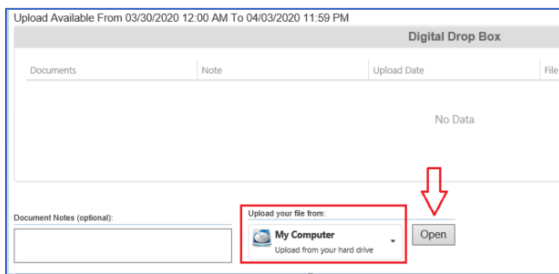 Upload Available From 03/30/2020 12:00 AM To 04/03/2020 11:59 PM
Digital Drop Box
Documents Note Upload Date File
No Data
Document Notes (optional): Upload your file from:
My Computer Open
Upload from your hard drive